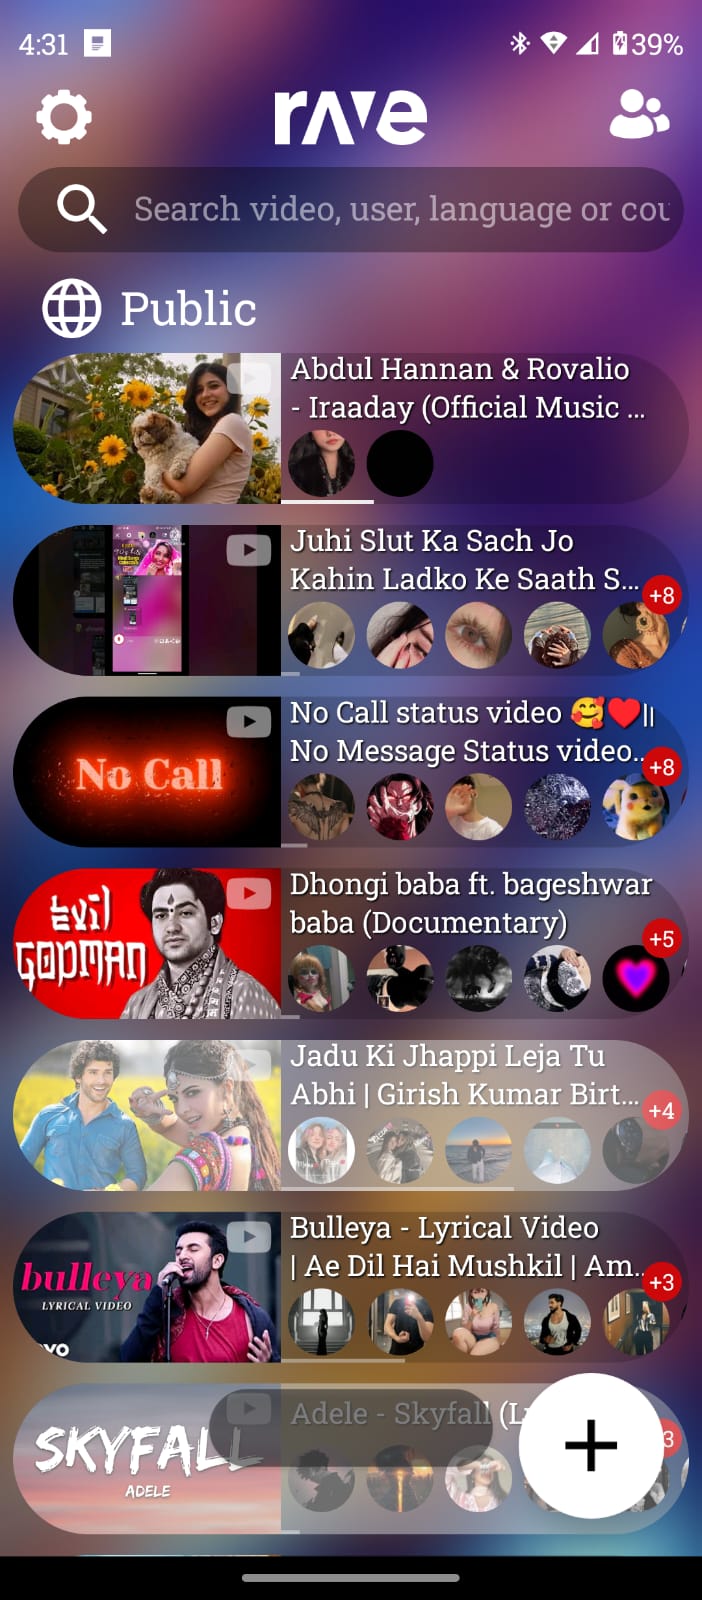 4:31
39%
rave
Search video, user, language or cou
Public
Abdul Hannan & Rovalio
- Iraaday (Official Music ...
Juhi Slut Ka Sach Jo
Kahin Ladko Ke Saath S...
+8
No Call
No Call status video 🥰♥️||
No Message Status video..
+8
Evil
GODMAN
Dhongi baba ft. bageshwar
baba (Documentary)
+5
Jadu Ki Jhappi Leja Tu
Abhi | Girish Kumar Birt...
+4
bulleya
LYRICAL VIDEO
Bulleya - Lyrical Video
| Ae Dil Hai Mushkil | Am..
+3
SKYFALL
ADELE
Adele - Skyfall
3
+